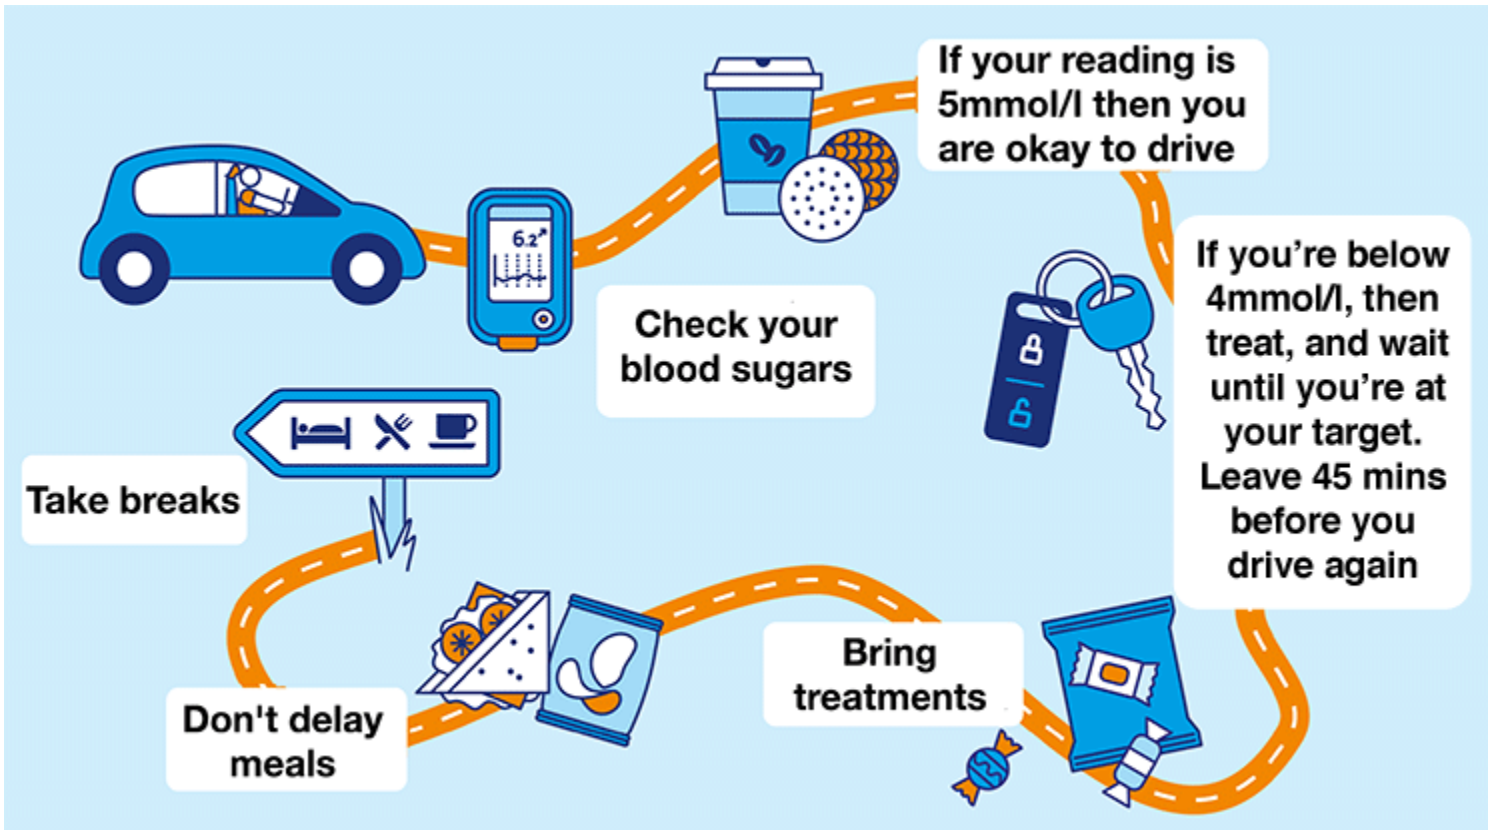 If your reading is
5mmol/l then you
are okay to drive
6.2
Check your
blood sugars
If you're below
4mmol/l, then
treat, and wait
until you're at
your target.
Leave 45 mins
before you
drive again
Take breaks
Bring
treatments
Don't delay
meals